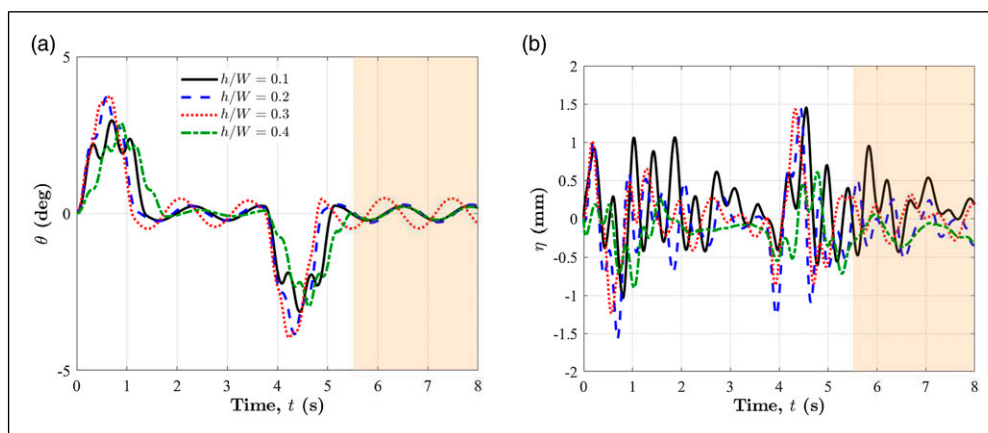 (a)
5
0
-5
θ (deg)
h/W = 0.1
h/W = 0.2
h/W = 0.3
h/W = 0.4
0 1 2 3 4 5 6 7 8
Time, t (s)
(b)
2
1.5
1
0.5
0
-0.5
-1
-1.5
-2
η (mm)
0 1 2 3 4 5 6 7 8
Time, t (s)